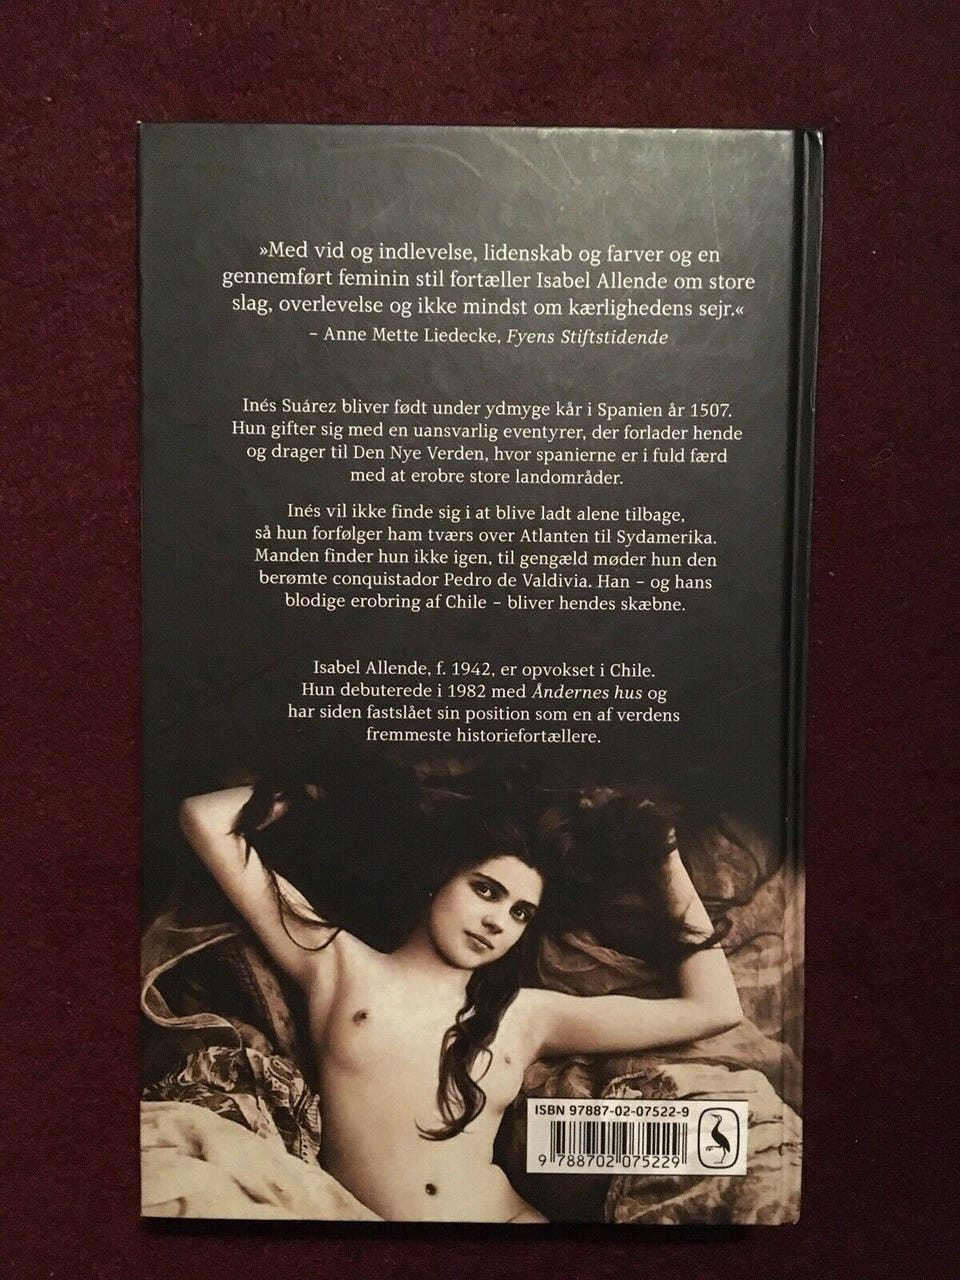 »Med vid og indlevelse, lidenskab og farver og en
gennemført feminin stil fortæller Isabel Allende om store
slag, overlevelse og ikke mindst om kærlighedens sejr.«
– Anne Mette Liedecke, Fyens Stiftstidende
Inés Suárez bliver født under ydmyge kår i Spanien år 1507.
Hun gifter sig med en uansvarlig eventyrer, der forlader hende
og drager til Den Nye Verden, hvor spanierne er i fuld færd
med at erobre store landområder.
Inés vil ikke finde sig i at blive ladt alene tilbage,
så hun forfølger ham tværs over Atlanten til Sydamerika.
Manden finder hun ikke igen, til gengæld møder hun den
berømte conquistador Pedro de Valdivia. Han – og hans
blodige erobring af Chile – bliver hendes skæbne.
Isabel Allende, f. 1942, er opvokset i Chile.
Hun debuterede i 1982 med Åndernes hus og
har siden fastslået sin position som en af verdens
fremmeste historiefortællere.
ISBN 97887-02-07522-9
9 788702 075229